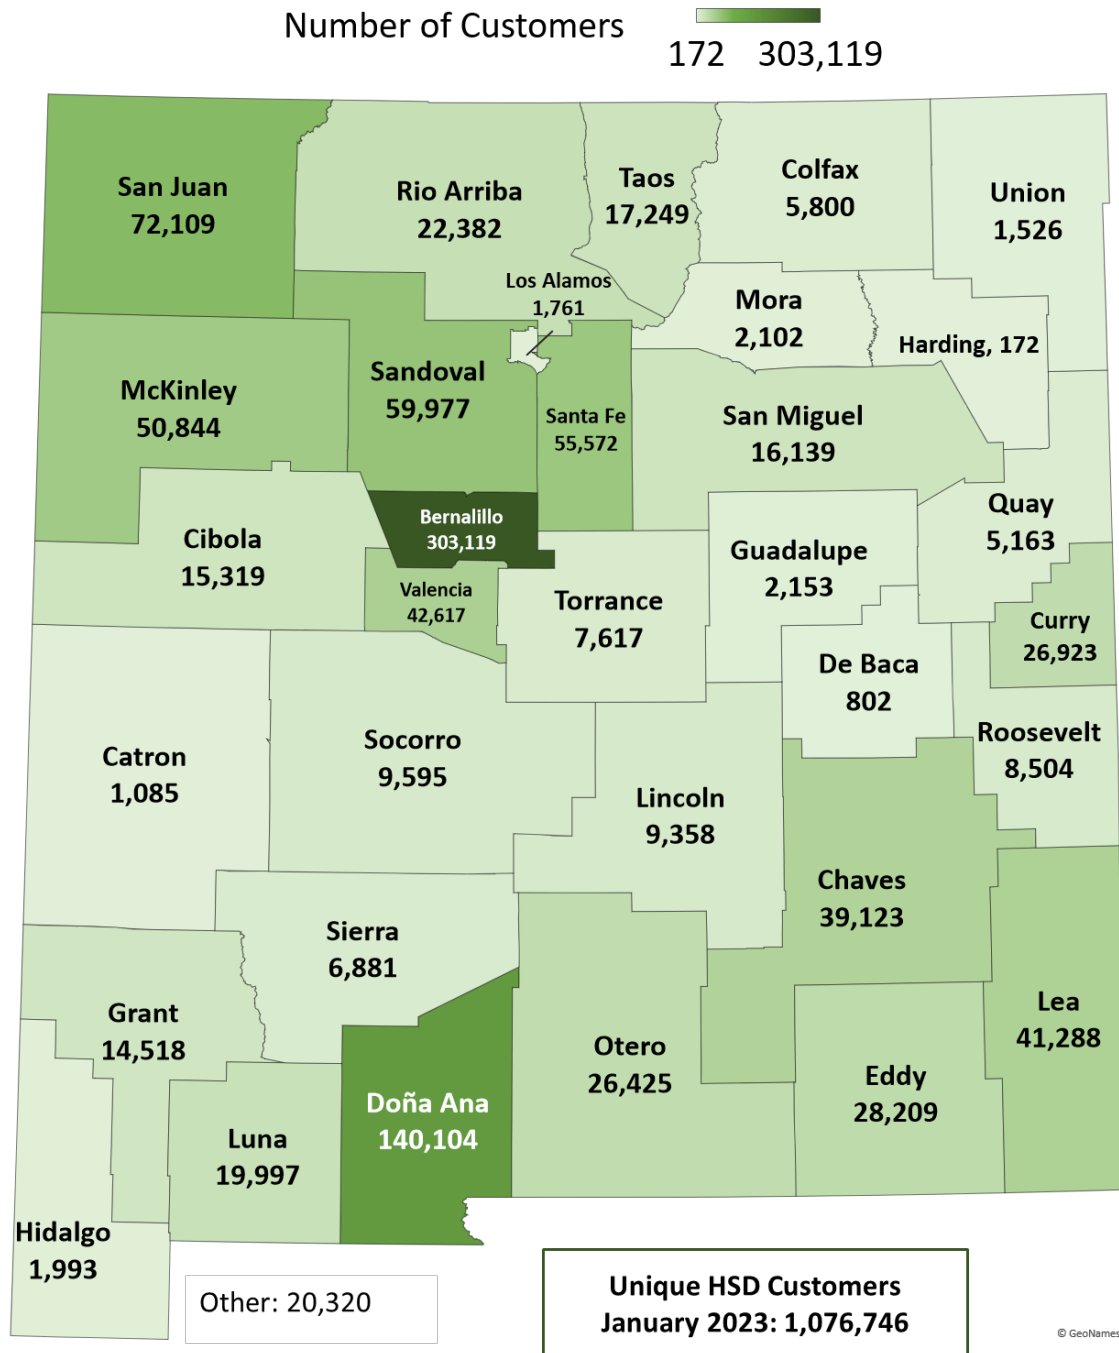 Number of Customers
172 303,119
San Juan
72,109
Rio Arriba
22,382
Taos
17,249
Colfax
5,800
Union
1,526
Los Alamos
1,761
Mora
2,102
Harding, 172
McKinley
50,844
Sandoval
59,977
Santa Fe
55,572
San Miguel
16,139
Quay
5,163
Cibola
15,319
Bernalillo
303,119
Guadalupe
2,153
Valencia
42,617
Torrance
7,617
Curry
26,923
De Baca
802
Roosevelt
8,504
Catron
1,085
Socorro
9,595
Lincoln
9,358
Chaves
39,123
Sierra
6,881
Grant
14,518
Lea
41,288
Otero
26,425
Eddy
28,209
Doña Ana
140,104
Luna
19,997
Hidalgo
1,993
Other: 20,320
Unique HSD Customers
January 2023: 1,076,746
© GeoNames